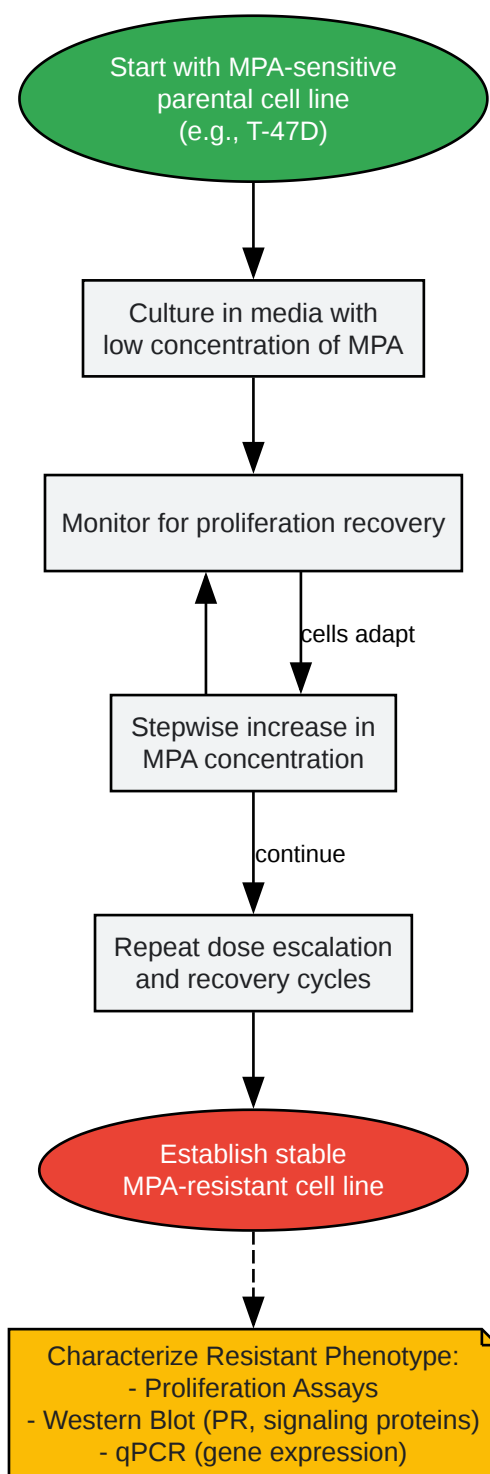 Start with MPA-sensitive
parental cell line
(e.g., T-47D)
Culture in media with
low concentration of MPA
Monitor for proliferation recovery
cells adapt
Stepwise increase in
MPA concentration
continue
Repeat dose escalation
and recovery cycles
Establish stable
MPA-resistant cell line
Characterize Resistant Phenotype:
- Proliferation Assays
- Western Blot (PR, signaling proteins)
- qPCR (gene expression)